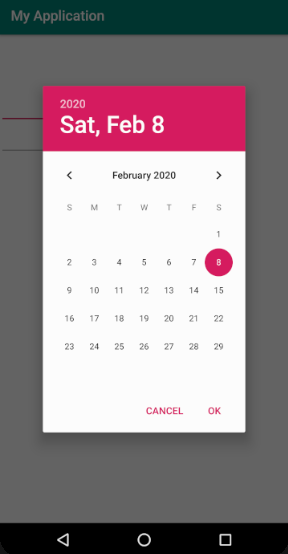 My Application
2020
Sat, Feb 8
February 2020
S M T W T F S
1
2 3 4 5 6 7 8
9 10 11 12 13 14 15
16 17 18 19 20 21 22
23 24 25 26 27 28 29
CANCEL OK